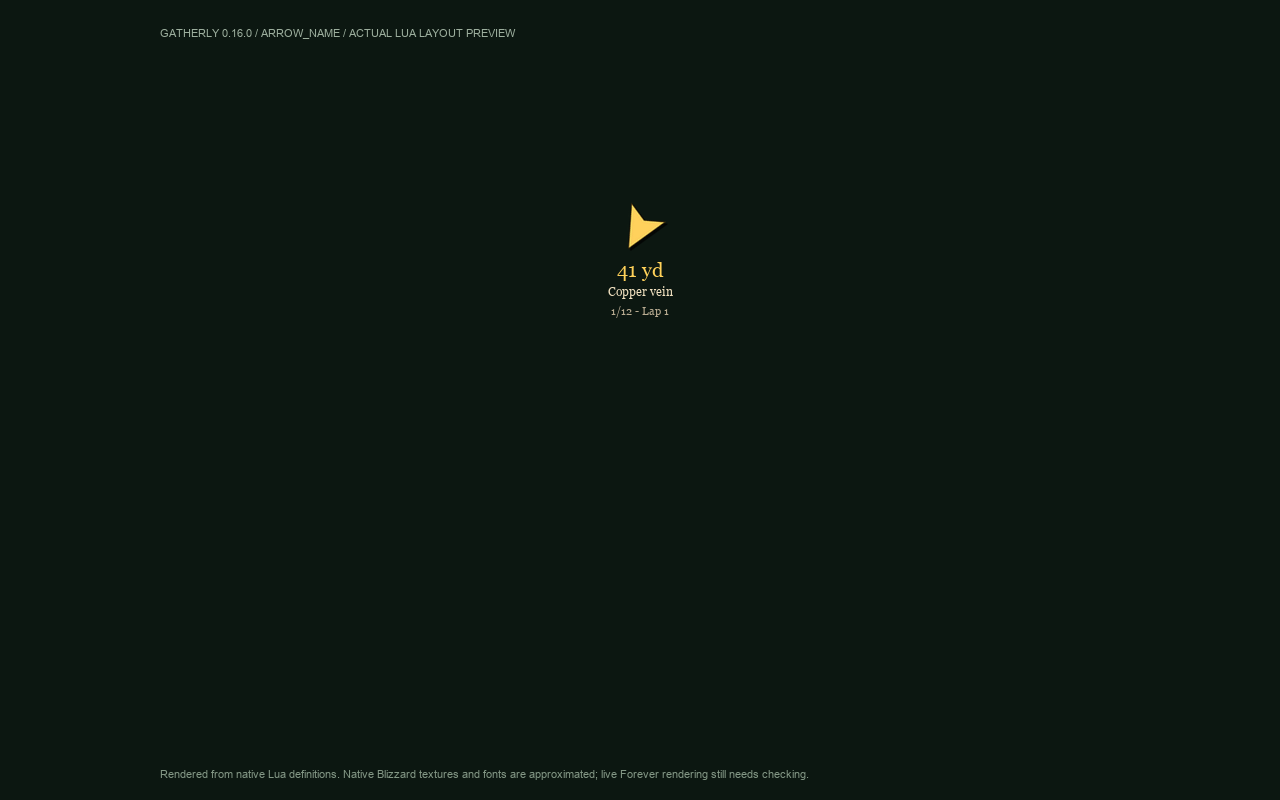 GATHERLY 0.16.0 / ARROW_NAME / ACTUAL LUA LAYOUT PREVIEW
41 yd
Copper vein
1/12 - Lap 1
Rendered from native Lua definitions. Native Blizzard textures and fonts are approximated; live Forever rendering still needs checking.